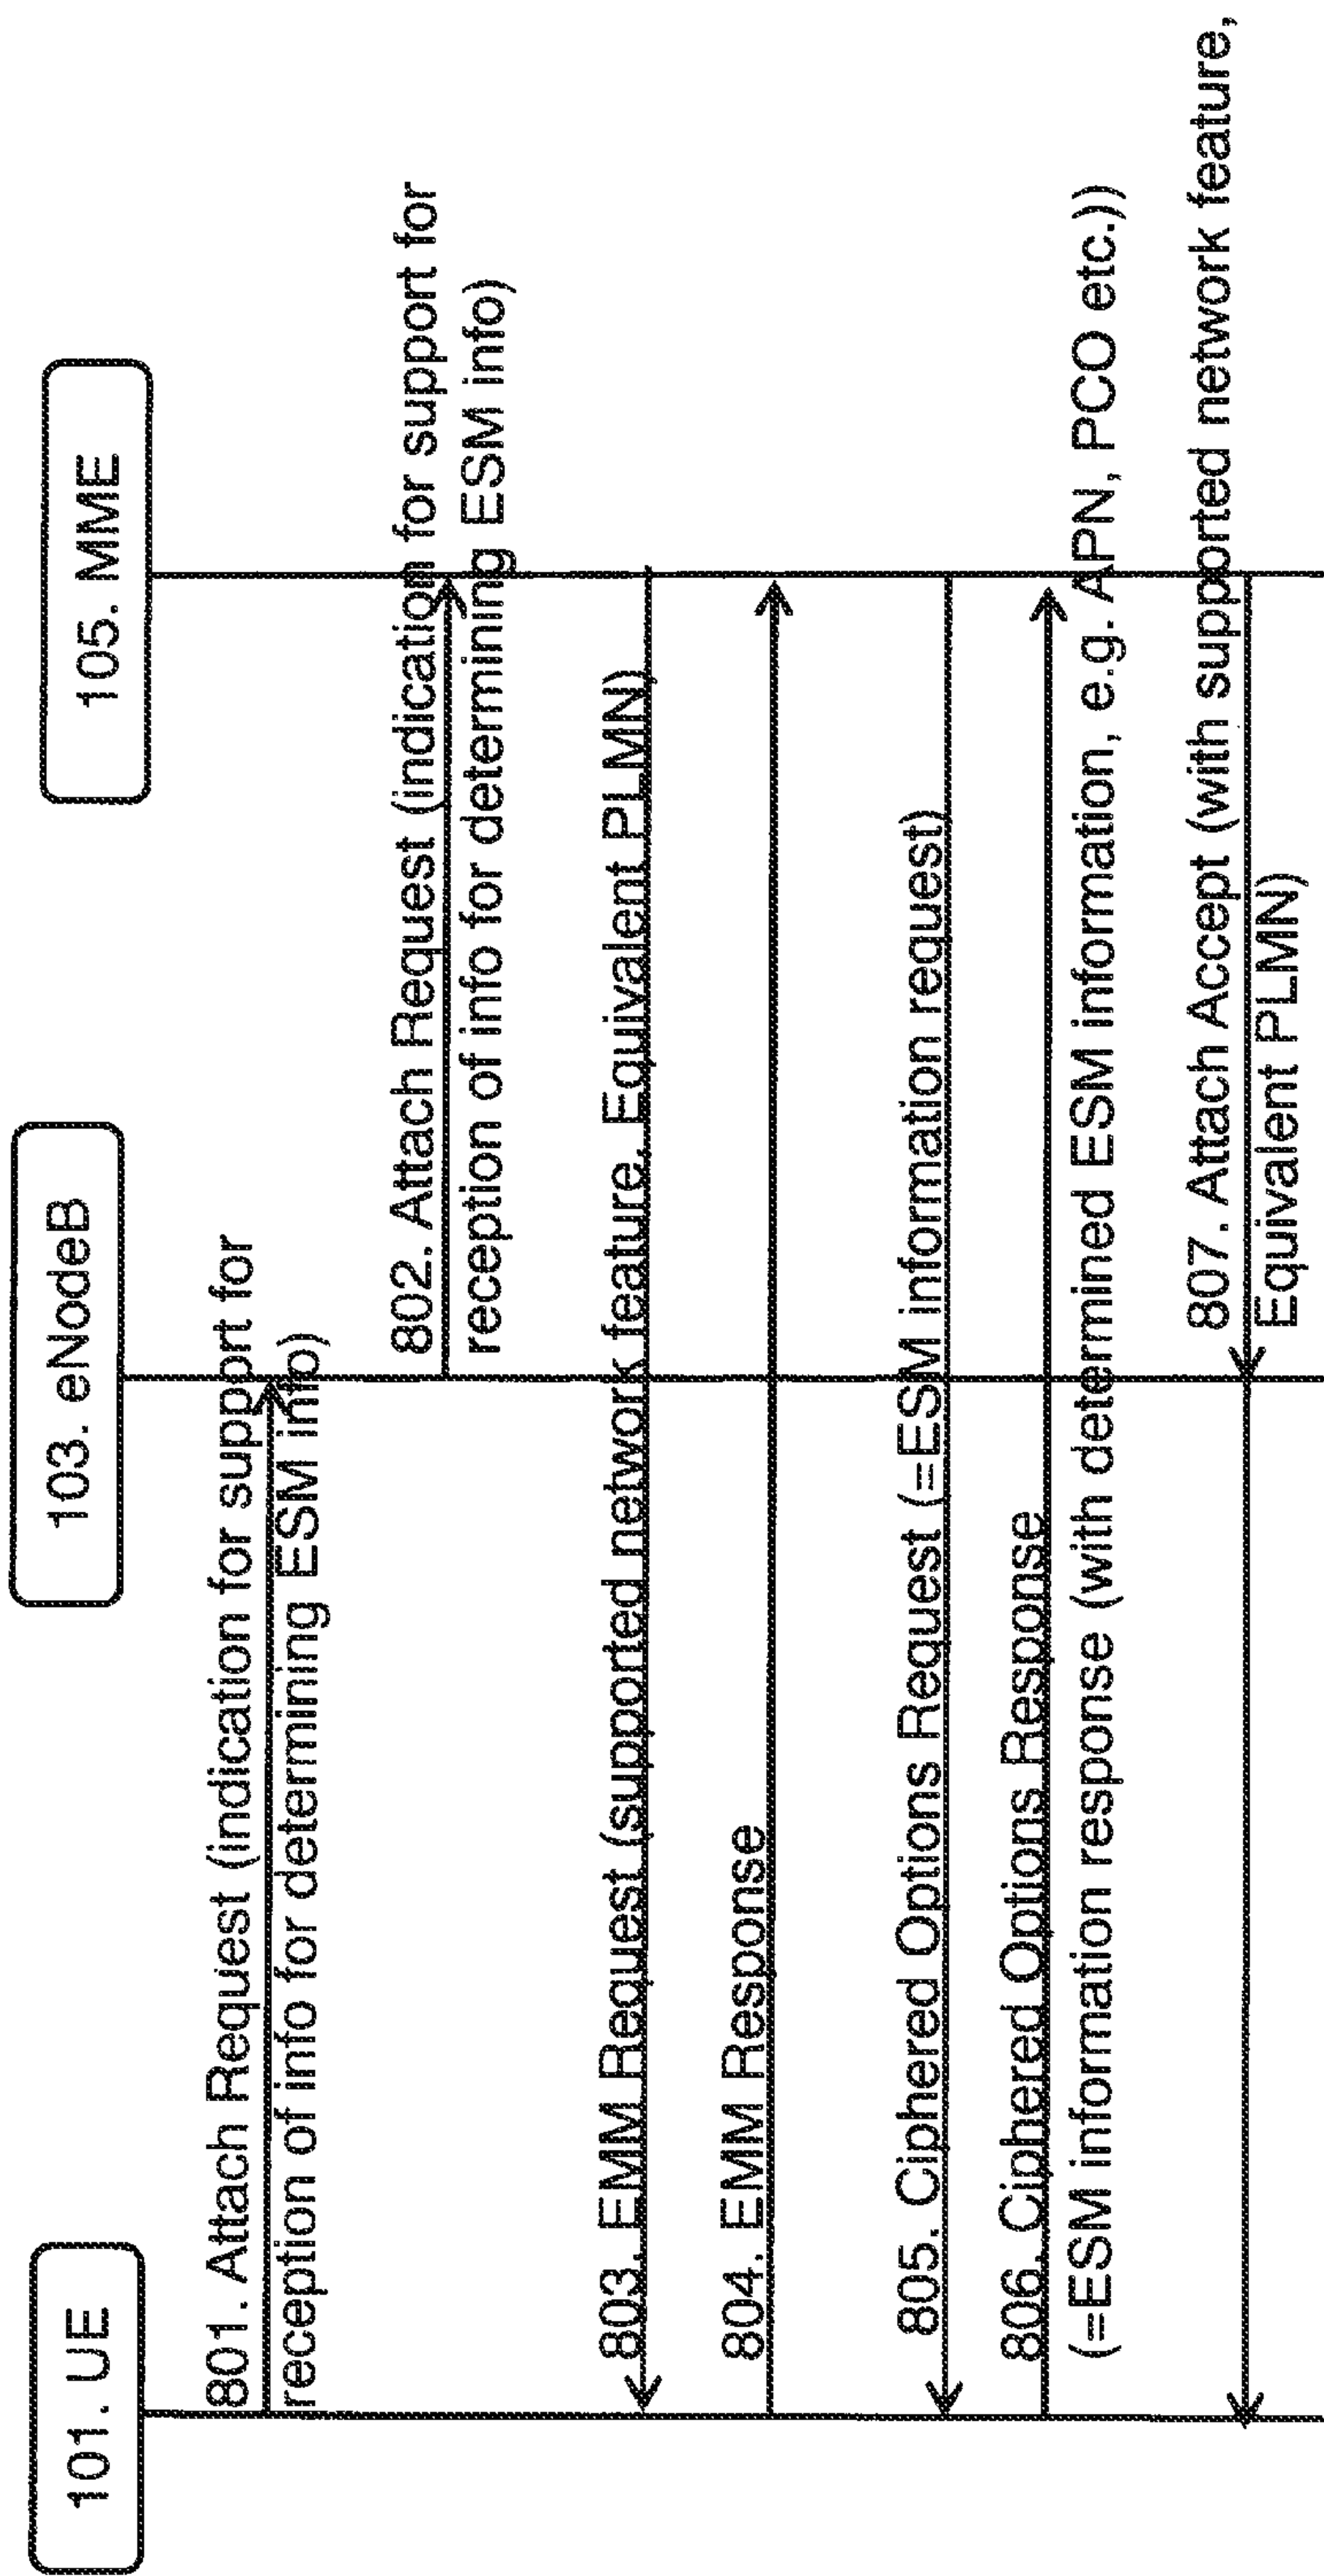 101. UE
103. eNodeB
105. MME
801. Attach Request (indication for support for
reception of info for determining ESM info)
802. Attach Request (indication for support for
reception of info for determining ESM info)
803. EMM Request (supported network feature, Equivalent PLMN)
804. EMM Response
805. Ciphered Options Request (=ESM information request)
806. Ciphered Options Response
(=ESM information response (with determined ESM information, e.g. APN, PCO etc.))
807. Attach Accept (with supported network feature,
Equivalent PLMN)